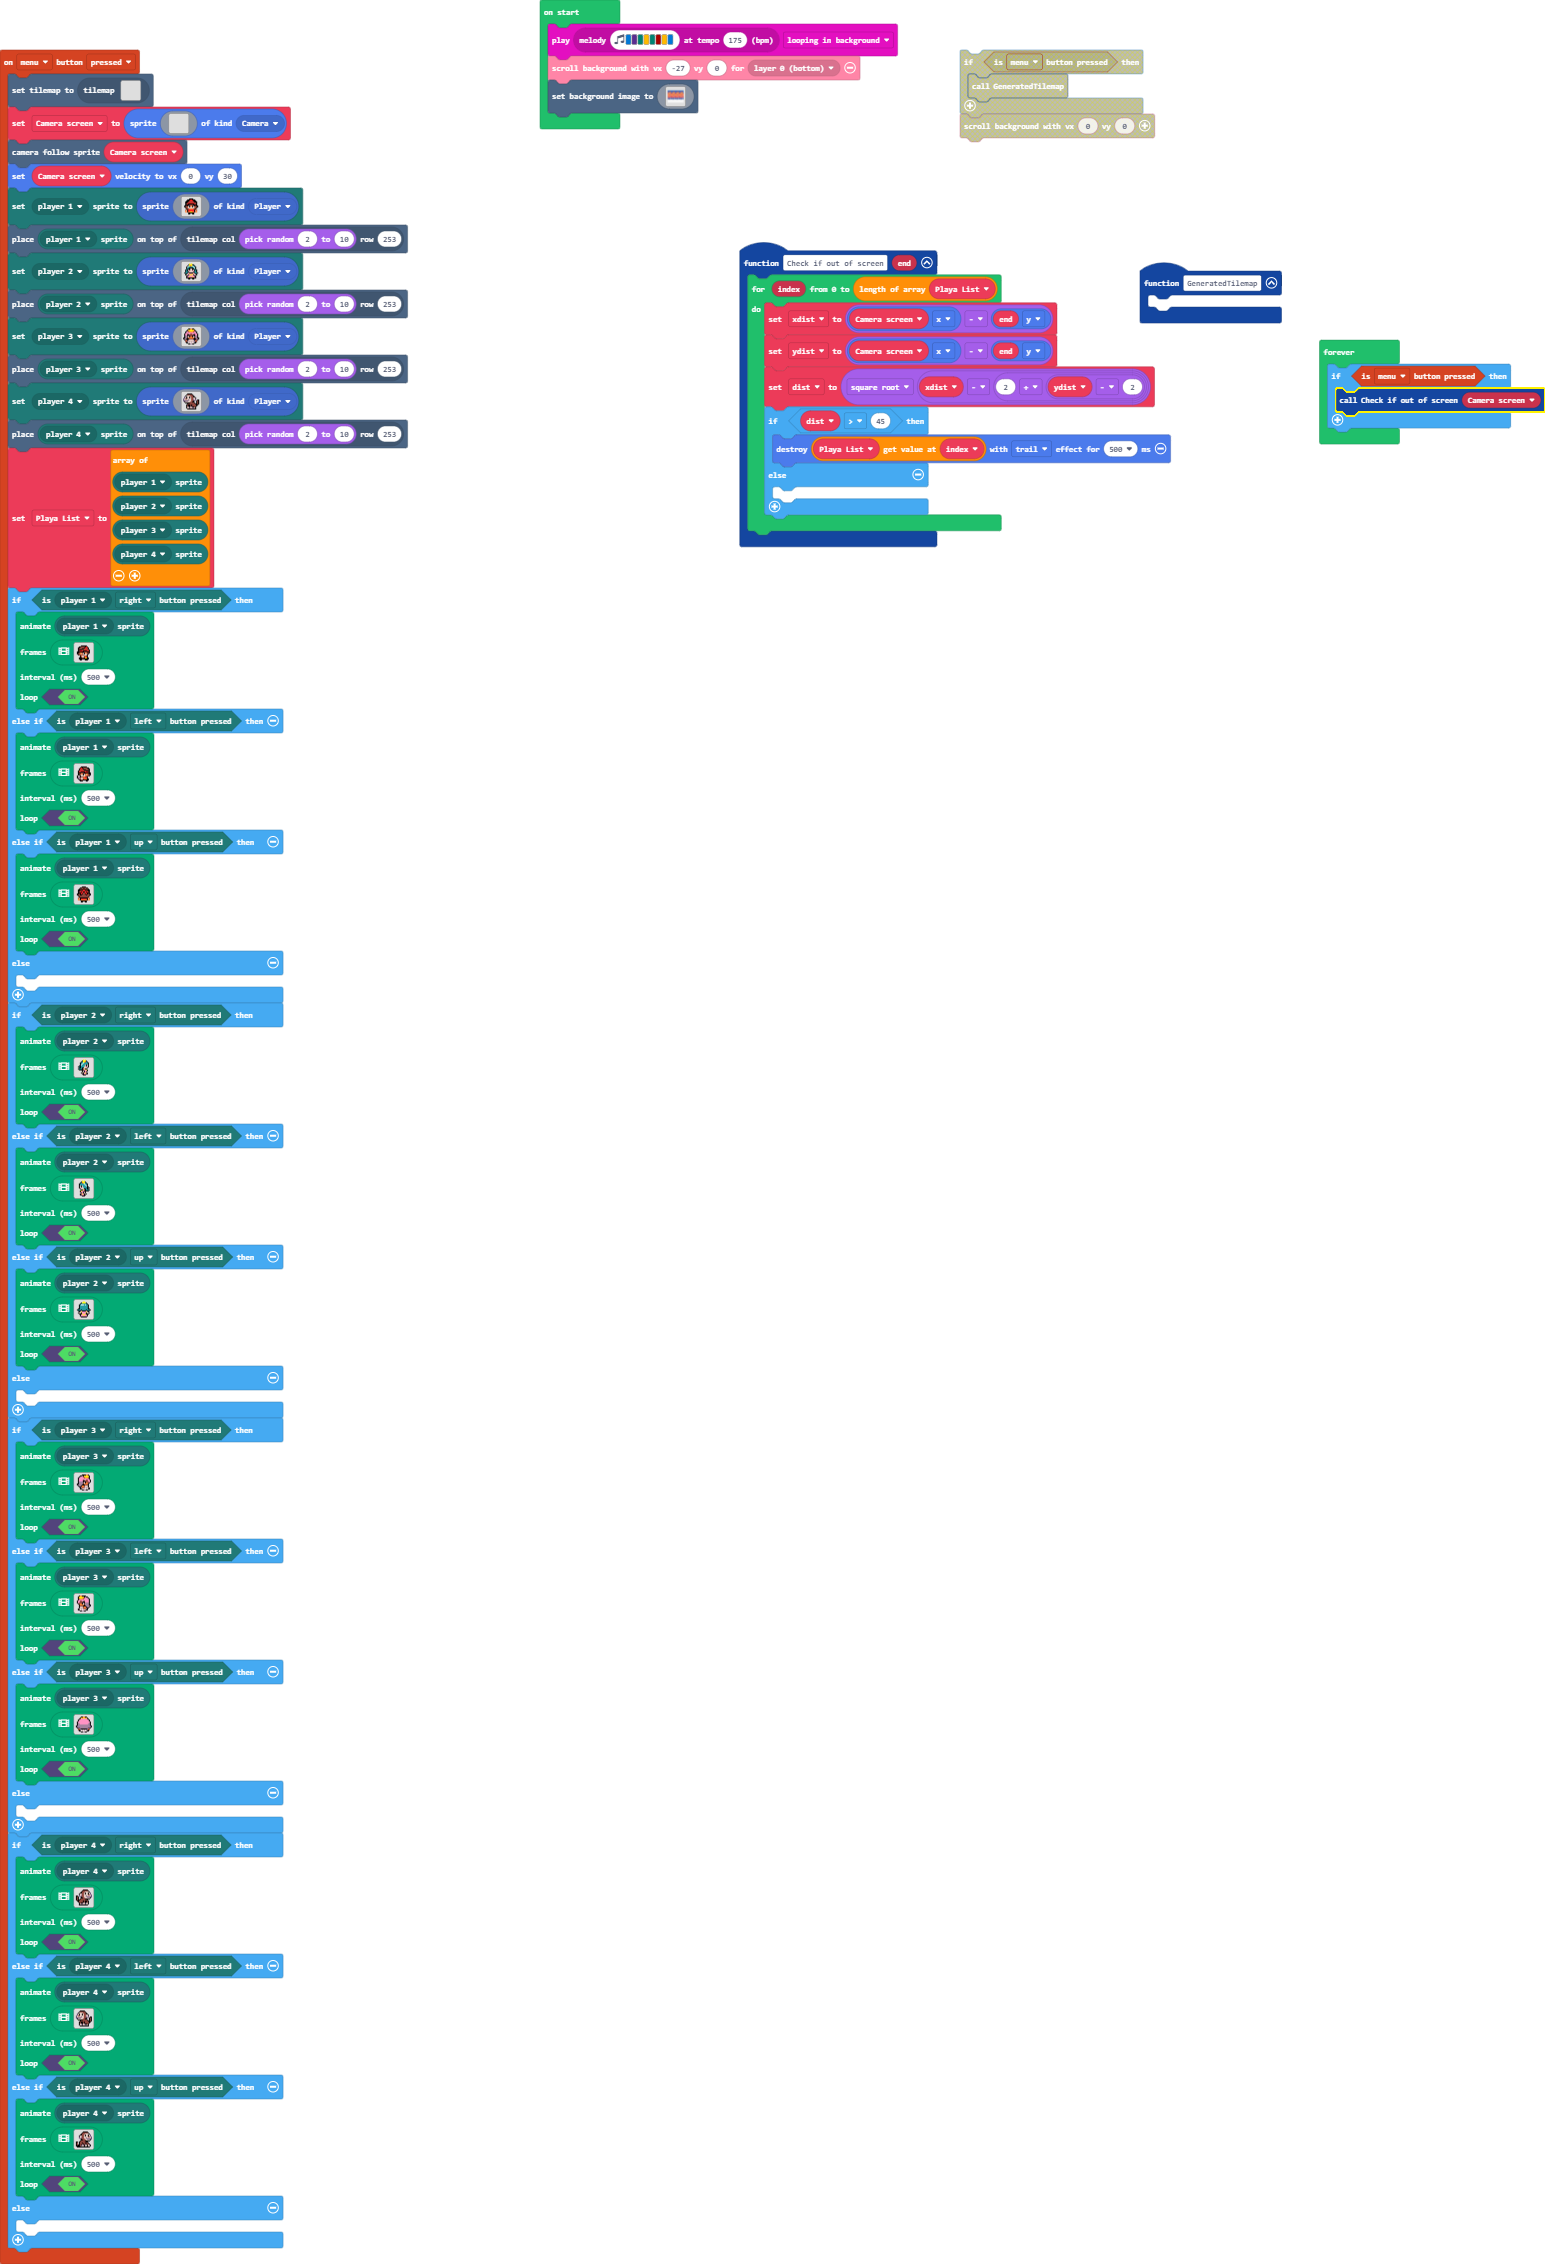 on menu button pressed
set tilemap to tilemap
set Camera screen to sprite of kind Camera
camera follow sprite Camera screen
set Camera screen velocity to vx 0 vy 30
set player 1 sprite to sprite of kind Player
place player 1 sprite on top of tilemap col pick random 2 to 10 row 253
set player 2 sprite to sprite of kind Player
place player 2 sprite on top of tilemap col pick random 2 to 10 row 253
set player 3 sprite to sprite of kind Player
place player 3 sprite on top of tilemap col pick random 2 to 10 row 253
set player 4 sprite to sprite of kind Player
place player 4 sprite on top of tilemap col pick random 2 to 10 row 253
array of
player 1 sprite
player 2 sprite
set Playa List to
player 3 sprite
player 4 sprite
if is player 1 right button pressed then
animate player 1 sprite
frames
interval (ms) 500
loop ON
else if is player 1 left button pressed then
animate player 1 sprite
frames
interval (ms) 500
loop ON
else if is player 1 up button pressed then
animate player 1 sprite
frames
interval (ms) 500
loop ON
else
if is player 2 right button pressed then
animate player 2 sprite
frames
interval (ms) 500
loop ON
else if is player 2 left button pressed then
animate player 2 sprite
frames
interval (ms) 500
loop ON
else if is player 2 up button pressed then
animate player 2 sprite
frames
interval (ms) 500
loop ON
else
if is player 3 right button pressed then
animate player 3 sprite
frames
interval (ms) 500
loop ON
else if is player 3 left button pressed then
animate player 3 sprite
frames
interval (ms) 500
loop ON
else if is player 3 up button pressed then
animate player 3 sprite
frames
interval (ms) 500
loop ON
else
if is player 4 right button pressed then
animate player 4 sprite
frames
interval (ms) 500
loop ON
else if is player 4 left button pressed then
animate player 4 sprite
frames
interval (ms) 500
loop ON
else if is player 4 up button pressed then
animate player 4 sprite
frames
interval (ms) 500
loop ON
else
on start
play melody at tempo 175 (bpm) looping in background
scroll background with vx -27 vy 0 for layer 0 (bottom)
set background image to
if is menu button pressed then
call GeneratedTilemap
scroll background with vx 0 vy 0
function Check if out of screen end
for index from 0 to length of array Playa List
do
set xdist to Camera screen x - end y
set ydist to Camera screen x - end y
set dist to square root xdist - 2 + ydist - 2
if dist > 45 then
destroy Playa List get value at index with trail effect for 500 ms
else
function GeneratedTilemap
forever
if is menu button pressed then
call Check if out of screen Camera screen